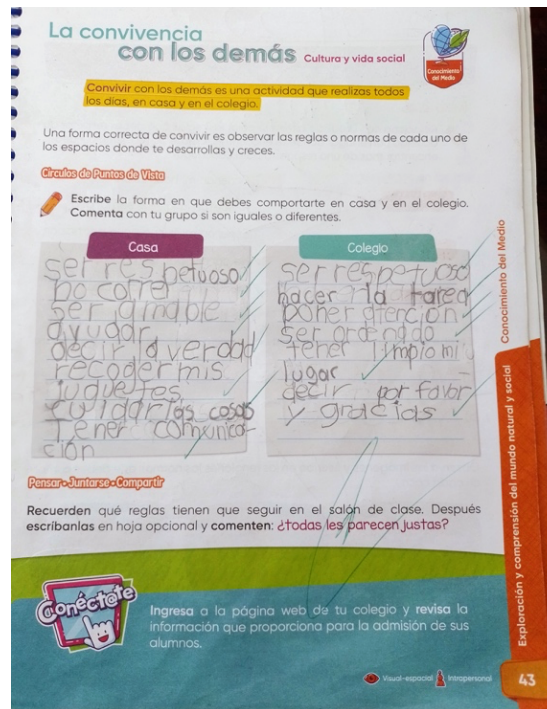 La convivencia
con los demás Cultura y vida social
Conocimiento
del Medio
Convivir con los demás es una actividad que realizas todos
los días, en casa y en el colegio.
Una forma correcta de convivir es observar las reglas o normas de cada uno de
los espacios donde te desarrollas y creces.
Círculos de Puntos de Vista
Escribe la forma en que debes comportarte en casa y en el colegio.
Comenta con tu grupo si son iguales o diferentes.
Casa
ser respetuoso
no correr
ser amable
ayudar
decir la verdad
recoder mis
juguetes
cuidar las cosas
Tener comunica-
ción
Colegio
ser respetuoso
hacer la tarea
poner atención
ser ordenado
tener limpio mi
lugar
decir por favor
y gracias
Pensar • Juntarse • Compartir
Recuerden qué reglas tienen que seguir en el salón de clase. Después
escríbanlas en hoja opcional y comenten: ¿todas les parecen justas?
Conéct@te
Ingresa a la página web de tu colegio y revisa la
información que proporciona para la admisión de sus
alumnos.
Visual-espacial Intrapersonal
43
Conocimiento del Medio
Exploración y comprensión del mundo natural y social